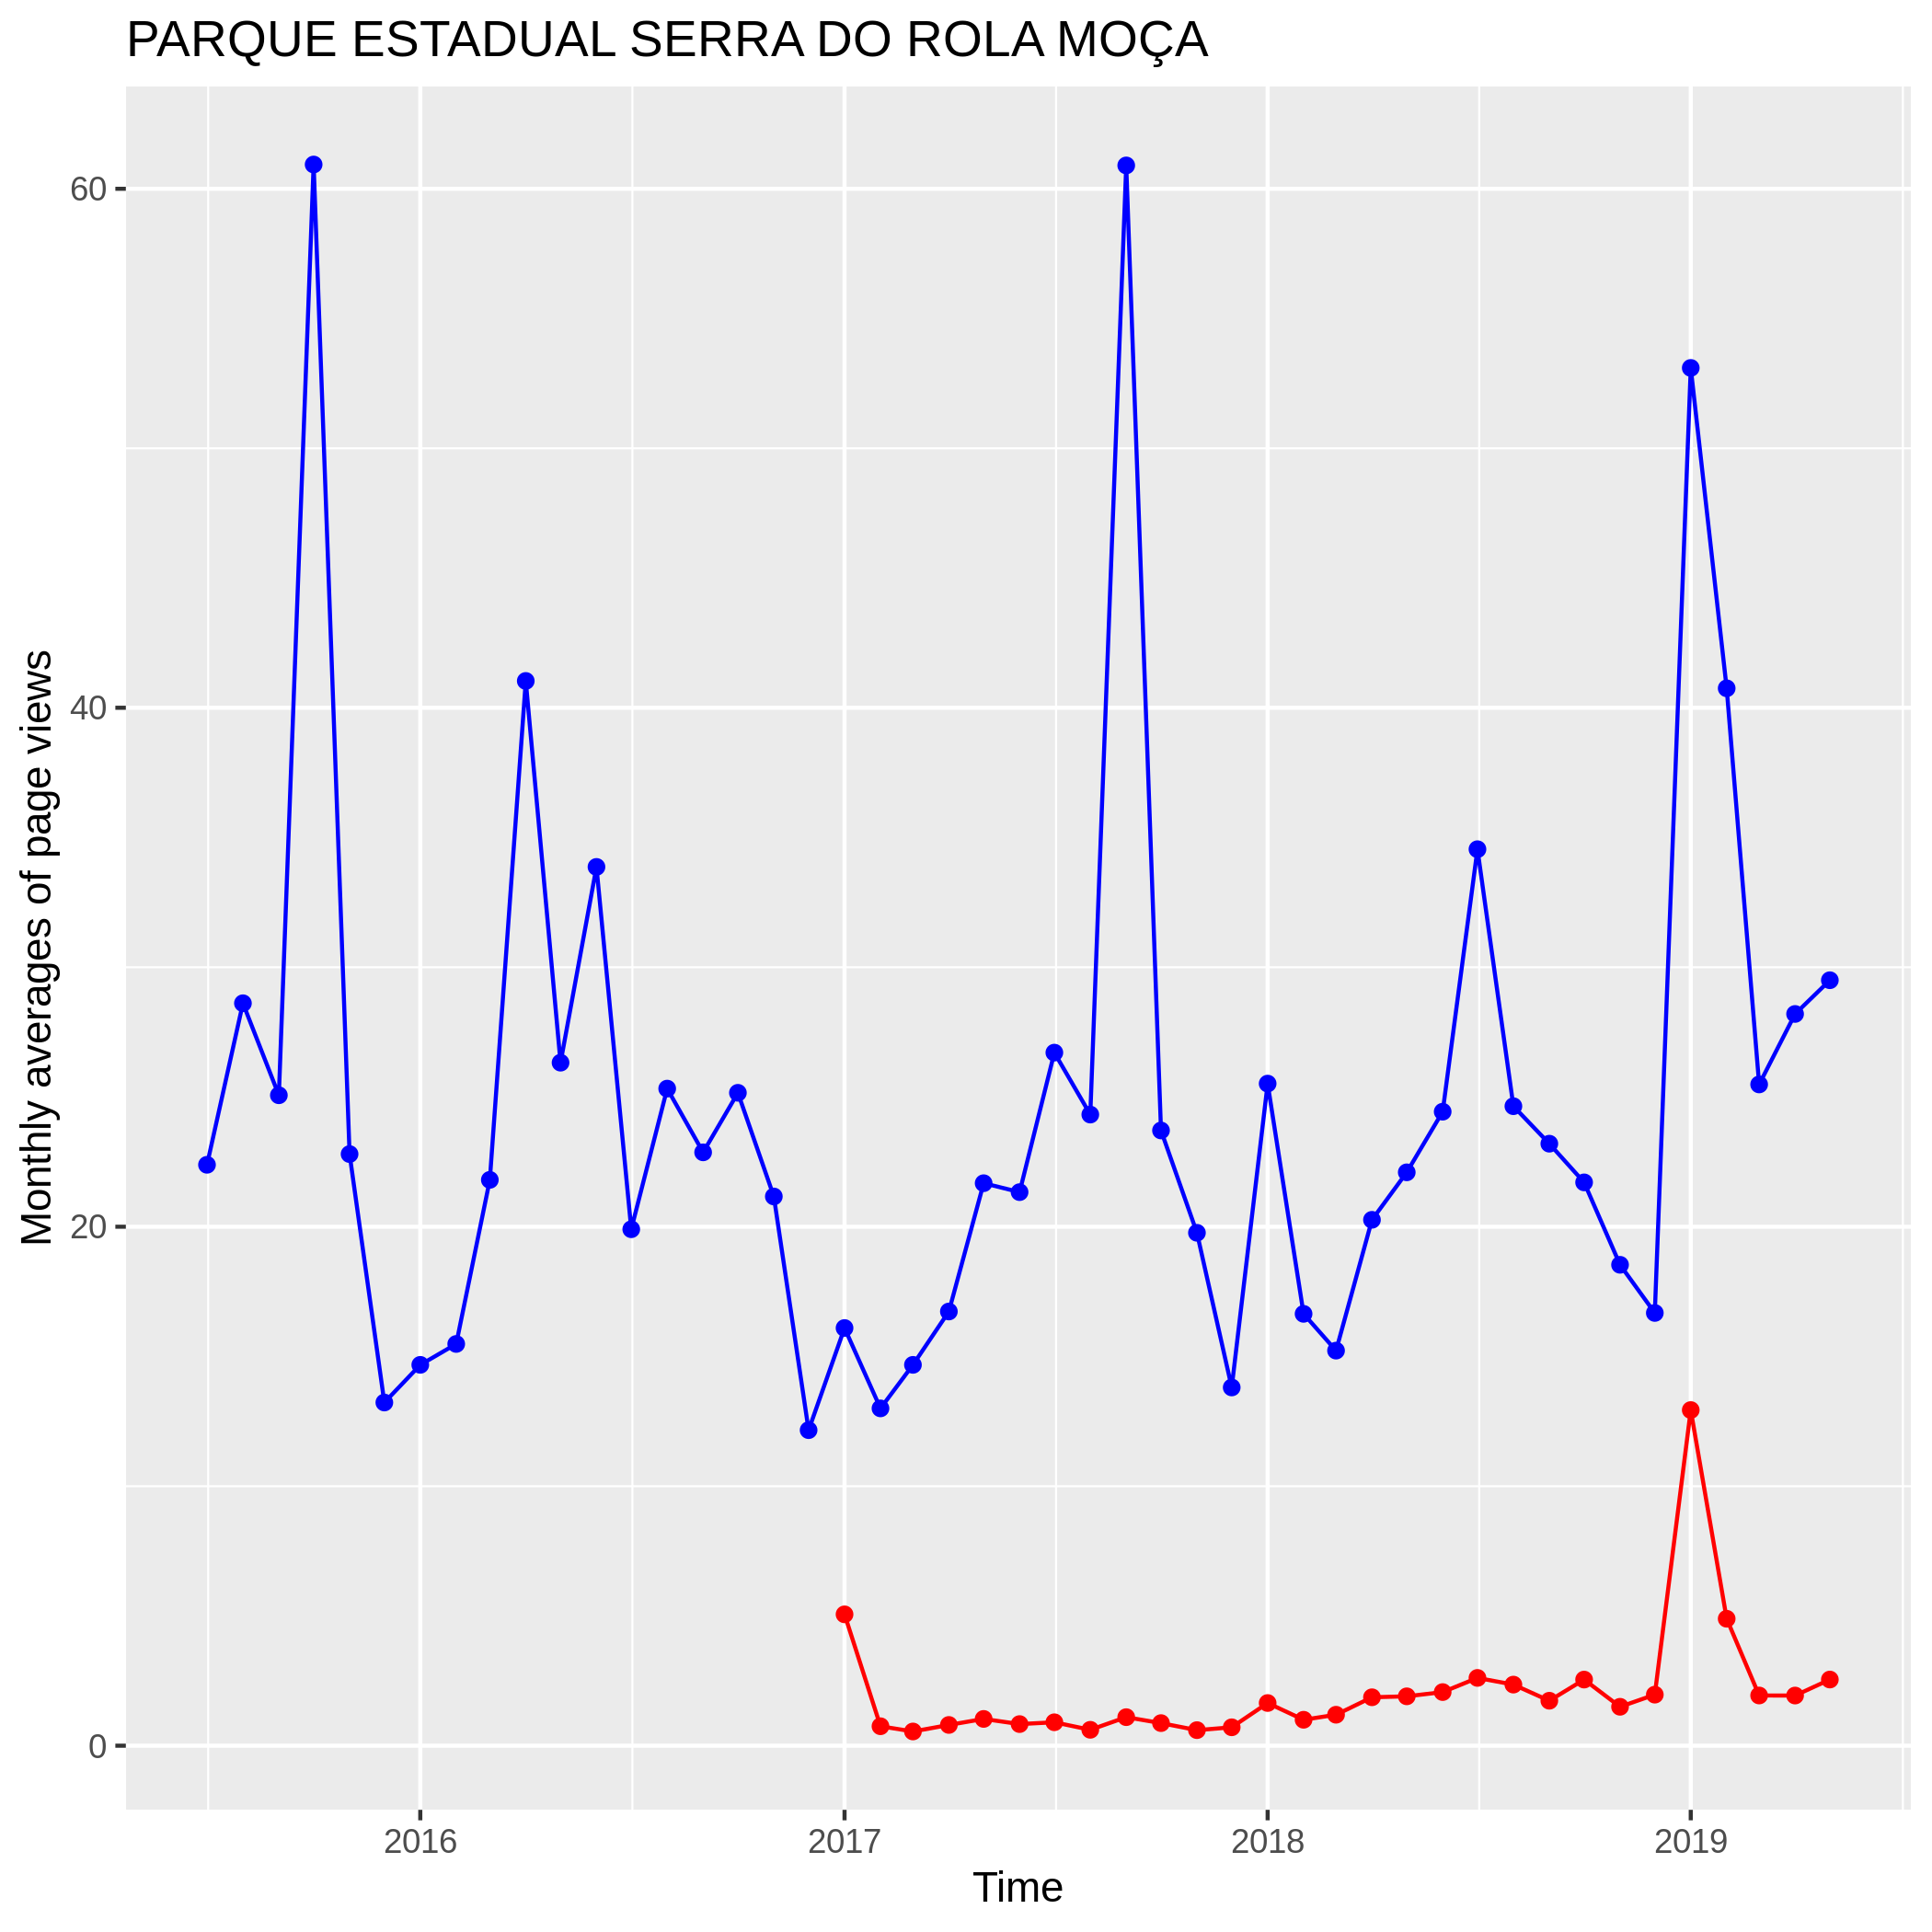 PARQUE ESTADUAL SERRA DO ROLA MOÇA
Monthly averages of page views
60
40
20
0
2016
2017
2018
2019
Time